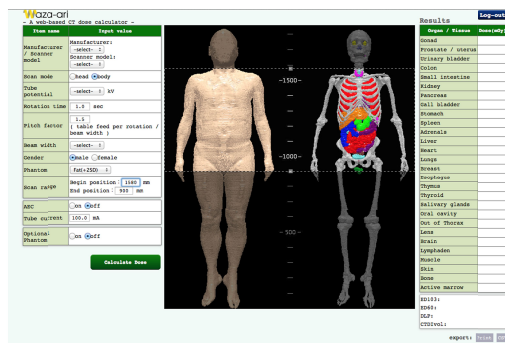 Waza-ari
- A web-based CT dose calculator -
Item name Input value
Manufacturer / Scanner model
Manufacturer:
-select-
Scanner model:
-select-
Scan mode head body
Tube potential -select- kV
Rotation time 1.0 sec
Pitch factor 1.5
( table feed per rotation / beam width )
Beam width -select-
Gender male female
Phantom Fat(+2SD)
Scan range
Begin position : 1580 mm
End position : 900 mm
AEC on off
Tube current 100.0 mA
Optional Phantom on off
Calculate Dose
-1500-
-1000-
- 500 -
Log-out
Results
Organ / Tissue Dose[mGy]
Gonad
Prostate / uterus
Urinary bladder
Colon
Small intestine
Kidney
Pancreas
Gall bladder
Stomach
Spleen
Adrenals
Liver
Heart
Lungs
Breast
Esophagus
Thymus
Thyroid
Salivary glands
Oral cavity
Out of Thorax
Lens
Brain
Lymphaden
Muscle
Skin
Bone
Active marrow
ED103:
ED60:
DLP:
CTDIvol:
export: Print